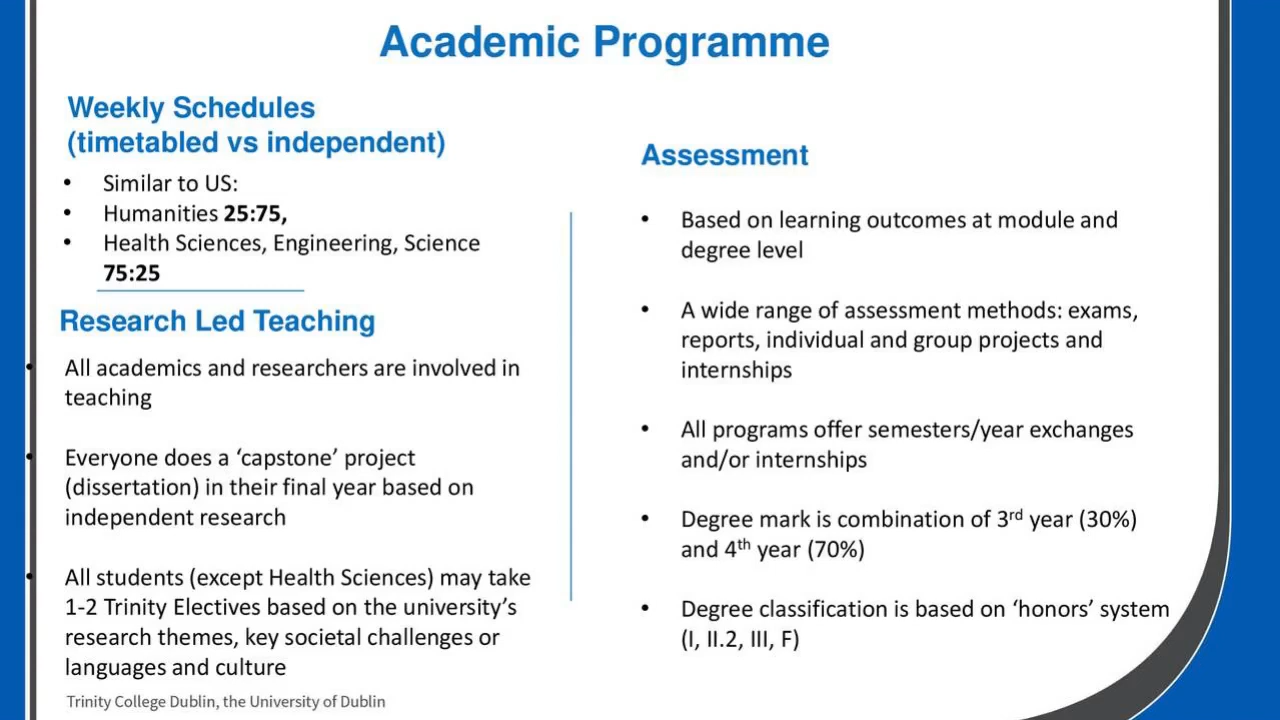 Academic Programme
Weekly Schedules
(timetabled vs independent)
• Similar to US:
• Humanities 25:75,
• Health Sciences, Engineering, Science
75:25
Research Led Teaching
• All academics and researchers are involved in
teaching
• Everyone does a ‘capstone’ project
(dissertation) in their final year based on
independent research
• All students (except Health Sciences) may take
1-2 Trinity Electives based on the university’s
research themes, key societal challenges or
languages and culture
Assessment
• Based on learning outcomes at module and
degree level
• A wide range of assessment methods: exams,
reports, individual and group projects and
internships
• All programs offer semesters/year exchanges
and/or internships
• Degree mark is combination of 3rd year (30%)
and 4th year (70%)
• Degree classification is based on ‘honors’ system
(I, II.2, III, F)
Trinity College Dublin, the University of Dublin